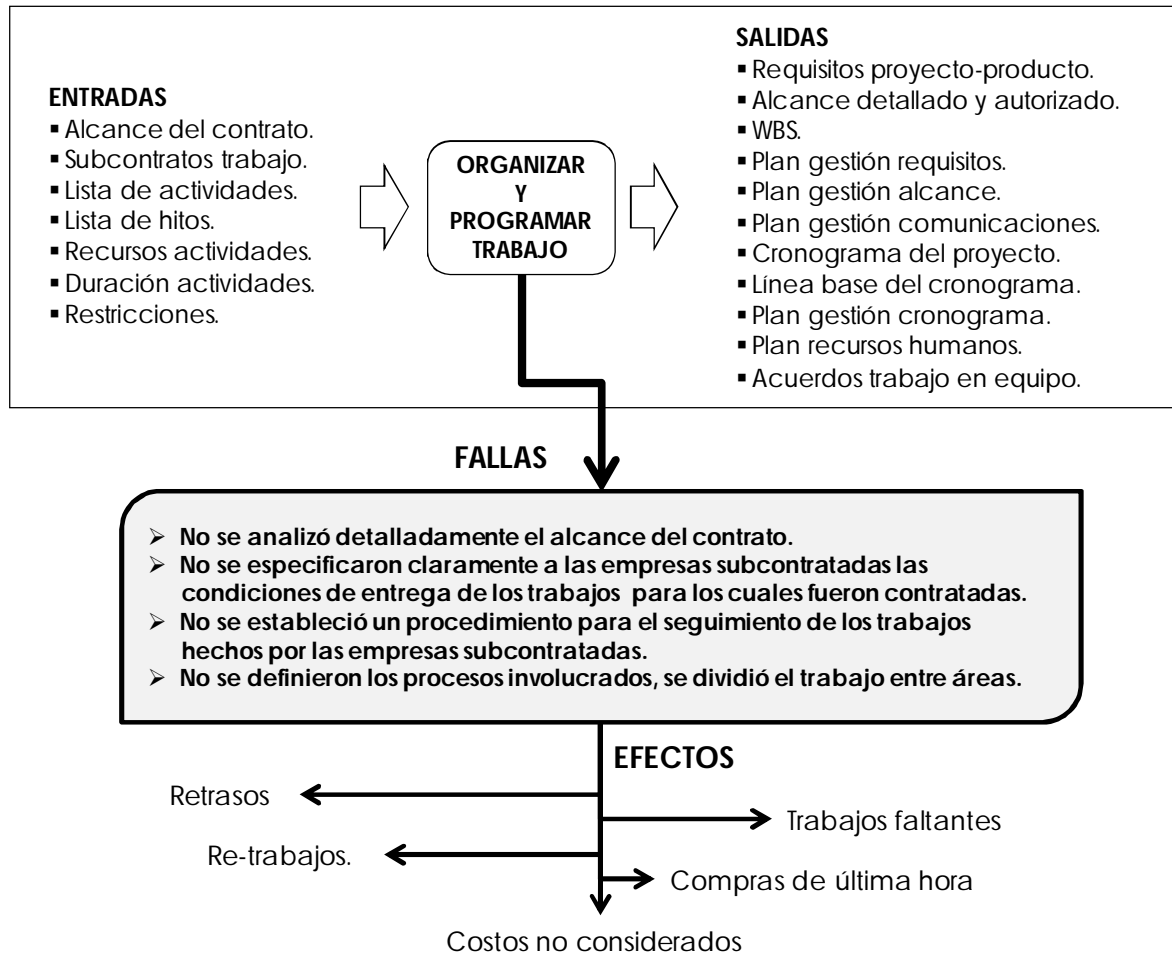 ENTRADAS
▪ Alcance del contrato.
▪ Subcontratos trabajo.
▪ Lista de actividades.
▪ Lista de hitos.
▪ Recursos actividades.
▪ Duración actividades.
▪ Restricciones.
ORGANIZAR
Y
PROGRAMAR
TRABAJO
SALIDAS
▪ Requisitos proyecto-producto.
▪ Alcance detallado y autorizado.
▪ WBS.
▪ Plan gestión requisitos.
▪ Plan gestión alcance.
▪ Plan gestión comunicaciones.
▪ Cronograma del proyecto.
▪ Línea base del cronograma.
▪ Plan gestión cronograma.
▪ Plan recursos humanos.
▪ Acuerdos trabajo en equipo.
FALLAS
➢ No se analizó detalladamente el alcance del contrato.
➢ No se especificaron claramente a las empresas subcontratadas las
condiciones de entrega de los trabajos para los cuales fueron contratadas.
➢ No se estableció un procedimiento para el seguimiento de los trabajos
hechos por las empresas subcontratadas.
➢ No se definieron los procesos involucrados, se dividió el trabajo entre áreas.
EFECTOS
Retrasos
Trabajos faltantes
Re-trabajos.
Compras de última hora
Costos no considerados